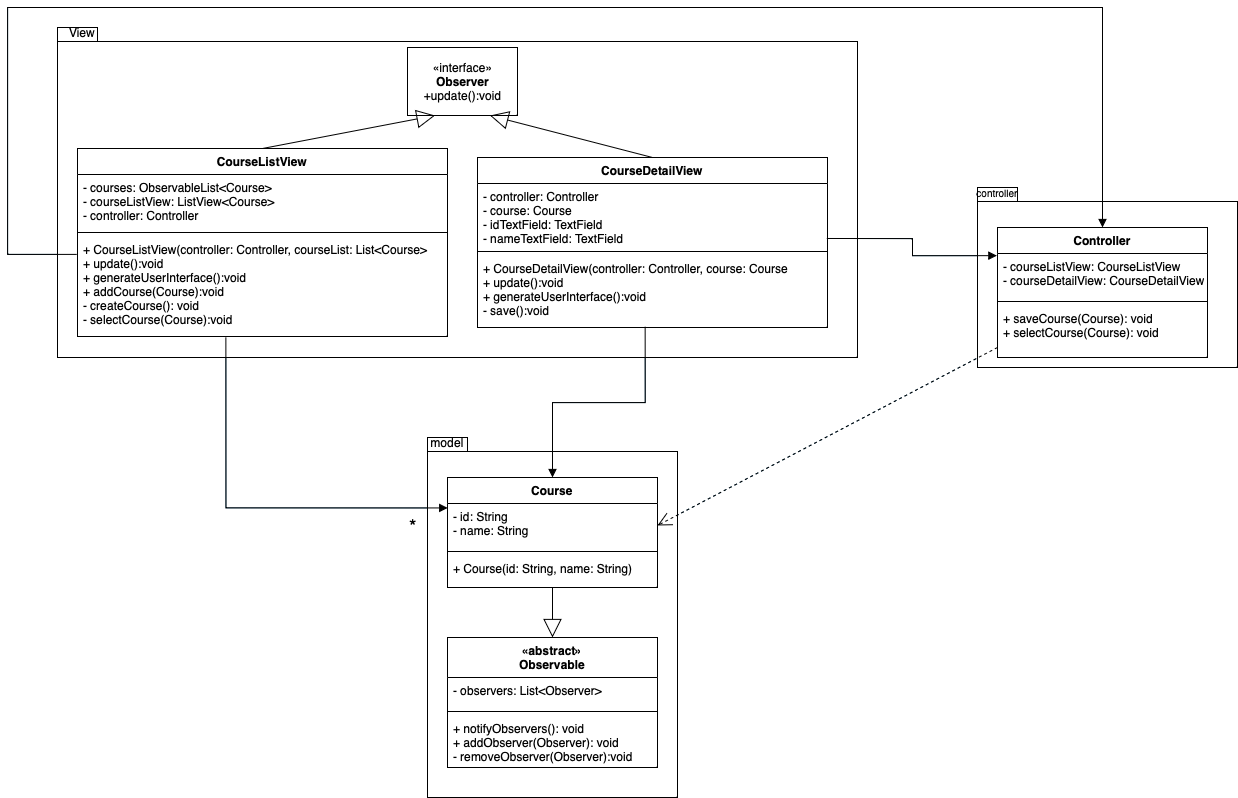 View
«interface»
Observer
+update():void
CourseListView
- courses: ObservableList<Course>
- courseListView: ListView<Course>
- controller: Controller
+ CourseListView(controller: Controller, courseList: List<Course>
+ update():void
+ generateUserInterface():void
+ addCourse(Course):void
- createCourse(): void
- selectCourse(Course):void
CourseDetailView
- controller: Controller
- course: Course
- idTextField: TextField
- nameTextField: TextField
+ CourseDetailView(controller: Controller, course: Course
+ update():void
+ generateUserInterface():void
- save():void
controller
Controller
- courseListView: CourseListView
- courseDetailView: CourseDetailView
+ saveCourse(Course): void
+ selectCourse(Course): void
model
Course
- id: String
- name: String
+ Course(id: String, name: String)
*
«abstract»
Observable
- observers: List<Observer>
+ notifyObservers(): void
+ addObserver(Observer): void
- removeObserver(Observer):void